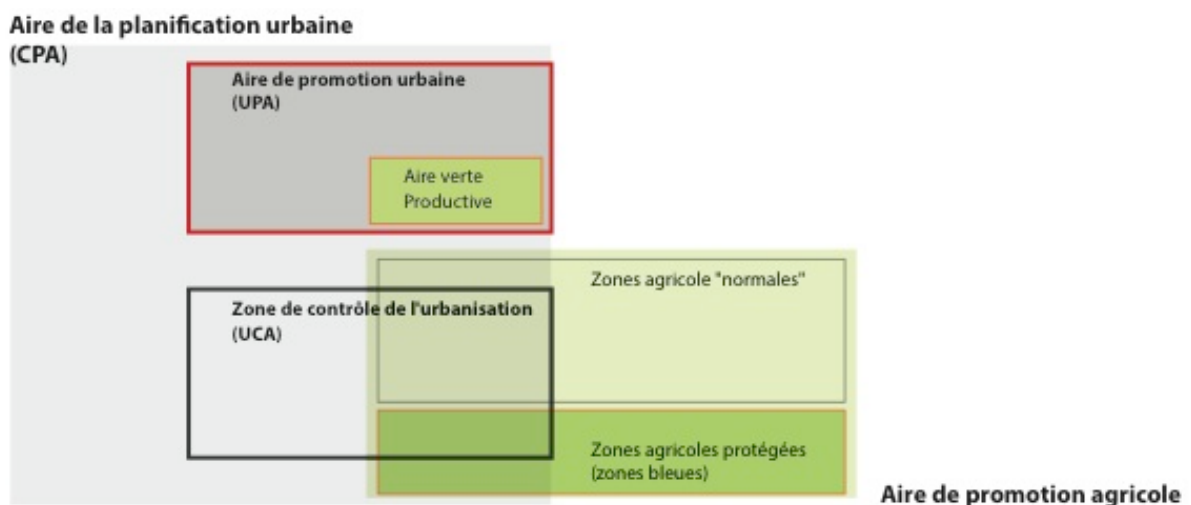 Aire de la planification urbaine
(CPA)
Aire de promotion urbaine
(UPA)
Aire verte
Productive
Zones agricole "normales"
Zone de contrôle de l'urbanisation
(UCA)
Zones agricoles protégées
(zones bleues)
Aire de promotion agricole